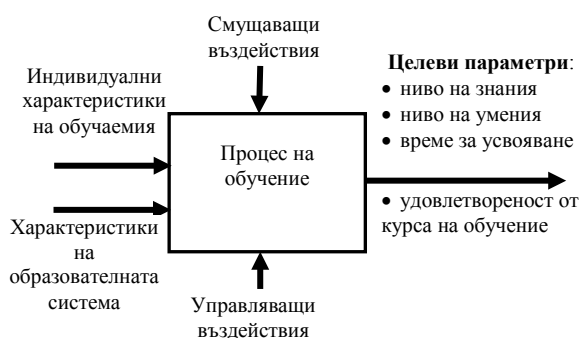 Смущаващи
въздействия
Индивидуални
характеристики
на обучаемия
Целеви параметри:
• ниво на знания
• ниво на умения
• време за усвояване
Процес на
обучение
• удовлетвореност от
курса на обучение
Характеристики
на
образователната
система
Управляващи
въздействия